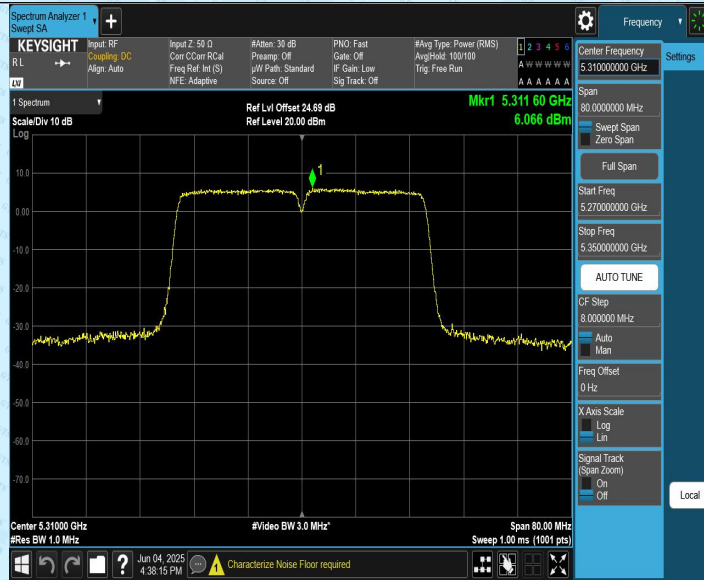 Spectrum Analyzer 1
Swept SA
+
Frequency
KEYSIGHT
R L
LXI
Input: RF
Coupling: DC
Align: Auto
Input Z: 50 Ω
Corr CCorr RCal
Freq Ref: Int (S)
NFE: Adaptive
#Atten: 30 dB
Preamp: Off
µW Path: Standard
Source: Off
PNO: Fast
Gate: Off
IF Gain: Low
Sig Track: Off
#Avg Type: Power (RMS)
Avg|Hold: 100/100
Trig: Free Run
1 2 3 4 5 6
A W W W W W
A A A A A A
1 Spectrum
Scale/Div 10 dB
Log
Ref Lvl Offset 24.69 dB
Ref Level 20.00 dBm
Mkr1 5.311 60 GHz
6.066 dBm
1
10.0
0.00
-10.0
-20.0
-30.0
-40.0
-50.0
-60.0
-70.0
Center 5.31000 GHz
#Res BW 1.0 MHz
#Video BW 3.0 MHz*
Span 80.00 MHz
Sweep 1.00 ms (1001 pts)
Center Frequency
5.310000000 GHz
Settings
Span
80.0000000 MHz
Swept Span
Zero Span
Full Span
Start Freq
5.270000000 GHz
Stop Freq
5.350000000 GHz
AUTO TUNE
CF Step
8.000000 MHz
Auto
Man
Freq Offset
0 Hz
X Axis Scale
Log
Lin
Signal Track
(Span Zoom)
On
Off
Local
?
Jun 04, 2025
4:38:15 PM
1
Characterize Noise Floor required